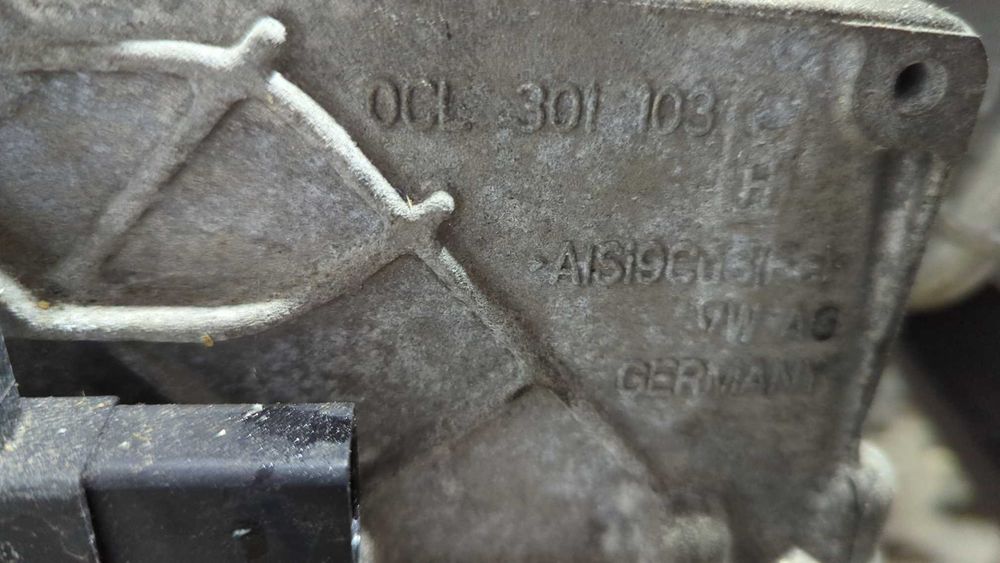 0CL 301 103
H
VW AG
GERMANY